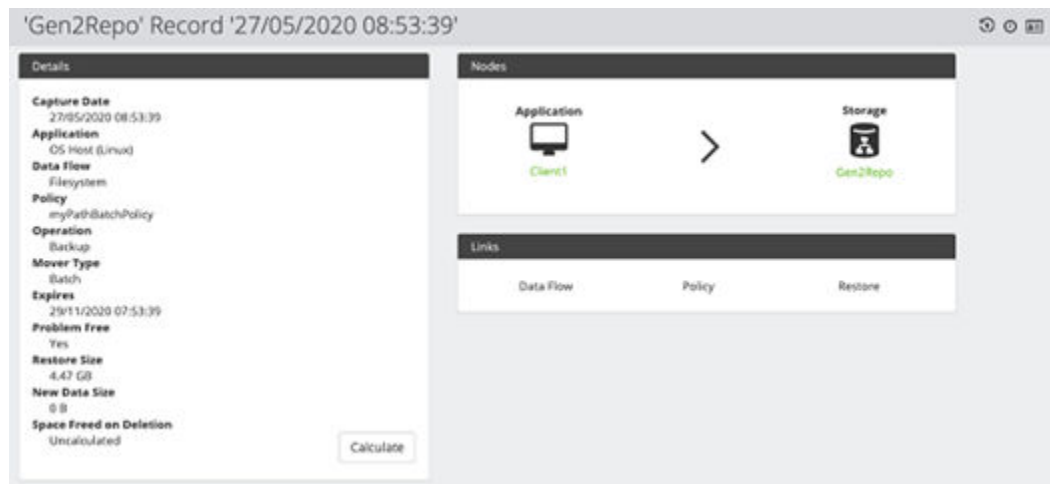 'Gen2Repo' Record '27/05/2020 08:53:39'
Details
Capture Date
27/05/2020 08:53:39
Application
OS Host (Linux)
Data Flow
Filesystem
Policy
myPathBatchPolicy
Operation
Backup
Mover Type
Batch
Expires
29/11/2020 07:53:39
Problem Free
Yes
Restore Size
4.47 GB
New Data Size
0 B
Space Freed on Deletion
Uncalculated
Calculate
Nodes
Application
Storage
Client1
Gen2Repo
Links
Data Flow
Policy
Restore